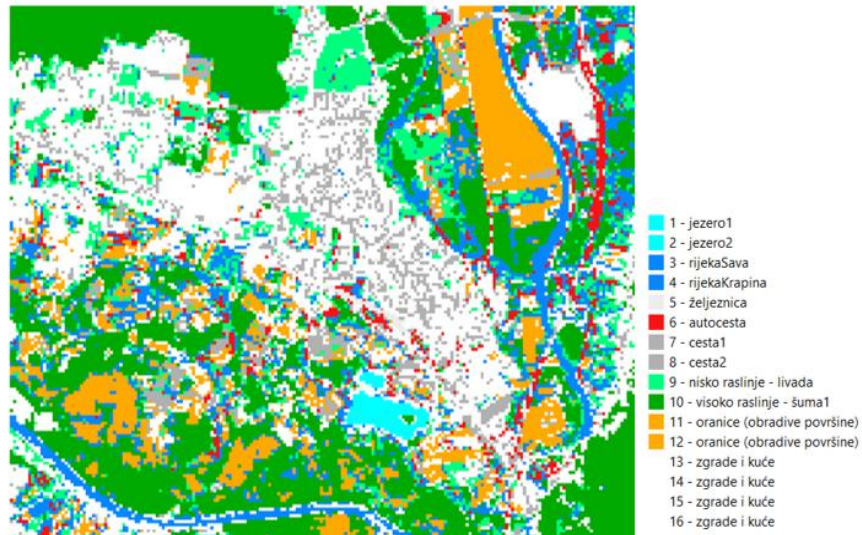 1 - jezero1
2 - jezero2
3 - rijekaSava
4 - rijekaKrapina
5 - željeznica
6 - autocesta
7 - cesta1
8 - cesta2
9 - nisko raslinje - livada
10 - visoko raslinje - šuma1
11 - oranice (obradive površine)
12 - oranice (obradive površine)
13 - zgrade i kuće
14 - zgrade i kuće
15 - zgrade i kuće
16 - zgrade i kuće